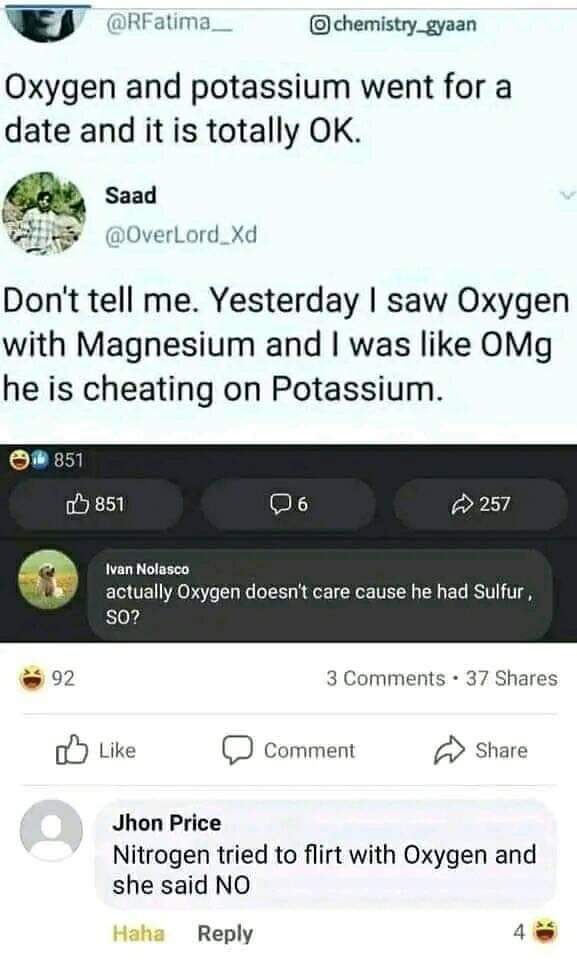 @RFatima__ chemistry_gyaan
Oxygen and potassium went for a
date and it is totally OK.
Saad
@OverLord_Xd
Don't tell me. Yesterday I saw Oxygen
with Magnesium and I was like OMg
he is cheating on Potassium.
851
851 6 257
Ivan Nolasco
actually Oxygen doesn't care cause he had Sulfur ,
SO?
92 3 Comments • 37 Shares
Like Comment Share
Jhon Price
Nitrogen tried to flirt with Oxygen and
she said NO
Haha Reply 4